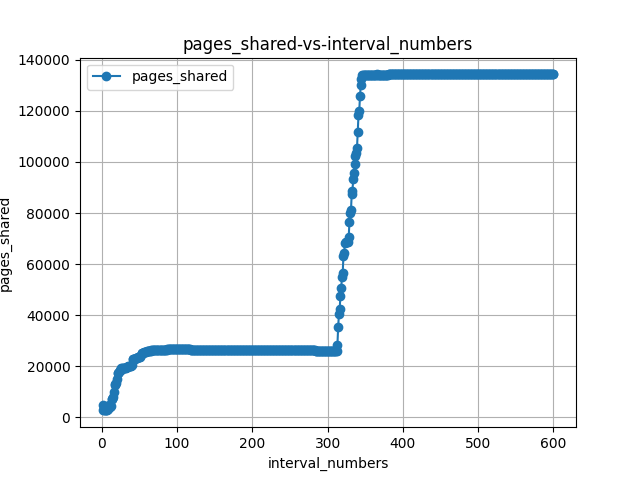 pages_shared-vs-interval_numbers
140000
120000
100000
80000
60000
40000
20000
0
pages_shared
pages_shared
0 100 200 300 400 500 600
interval_numbers